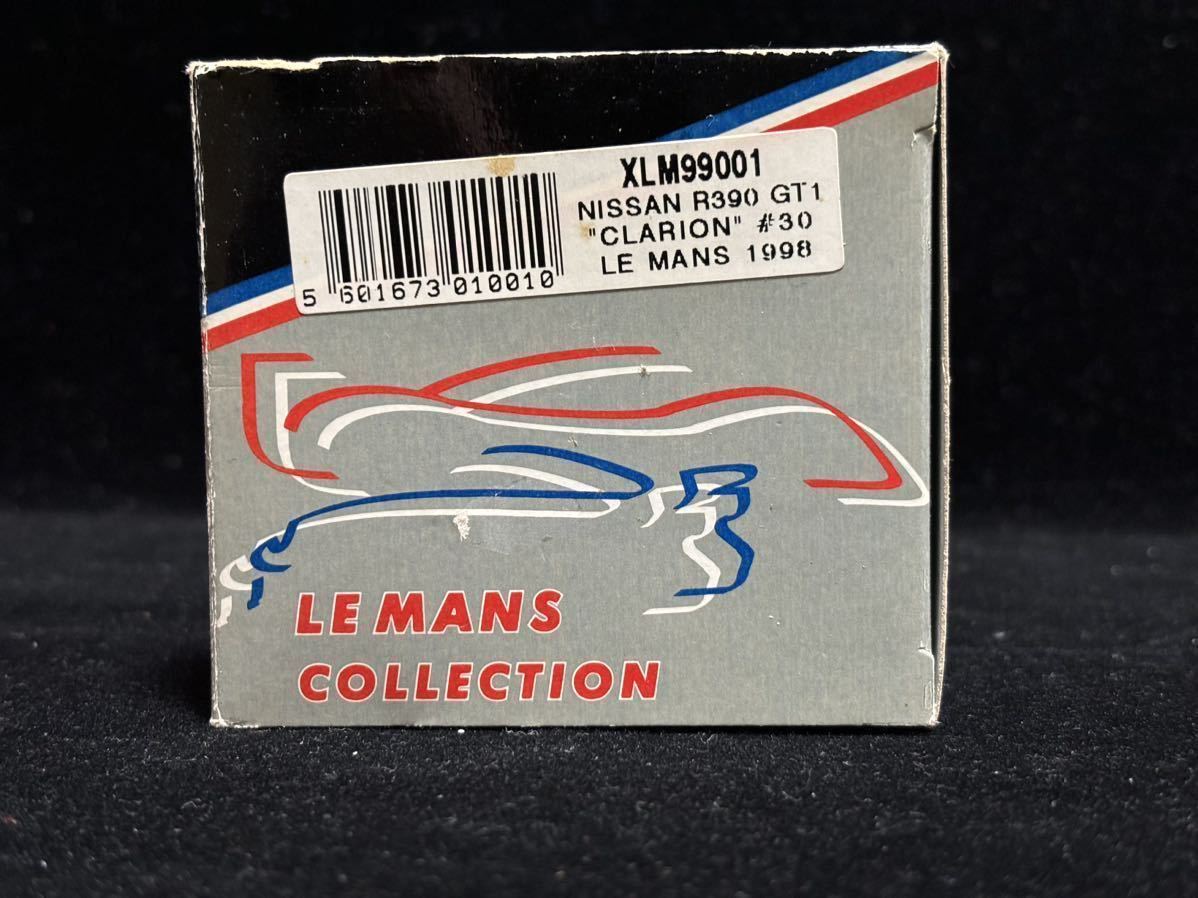 XLM99001
NISSAN R390 GT1
"CLARION" #30
LE MANS 1998
5 601673 010010
LE MANS
COLLECTION